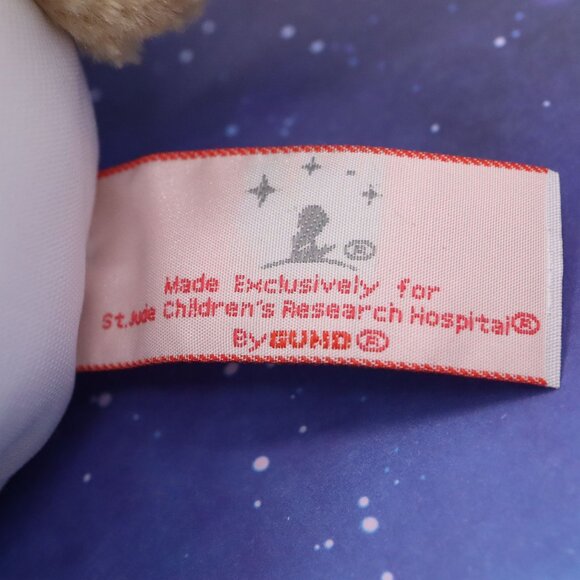 ®
Made Exclusively for
St. Jude Children's Research Hospital®
By GUND®